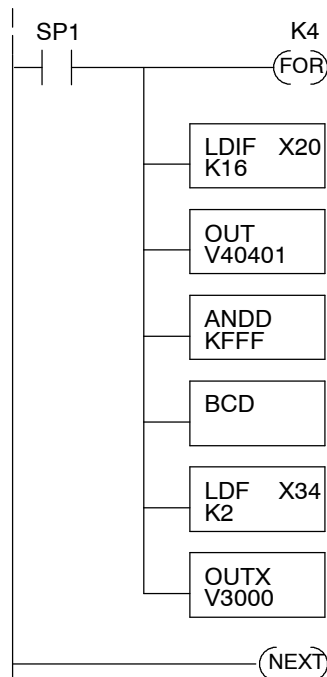 SP1 K4
FOR
LDIF X20
K16
OUT
V40401
ANDD
KFFF
BCD
LDF X34
K2
OUTX
V3000
NEXT